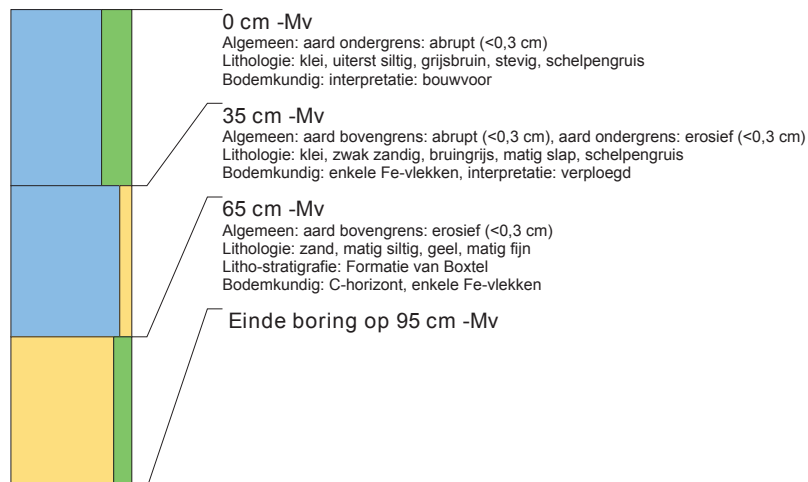 0 cm -Mv
Algemeen: aard ondergrens: abrupt (<0,3 cm)
Lithologie: klei, uiterst siltig, grijsbruin, stevig, schelpengruis
Bodemkundig: interpretatie: bouwvoor
35 cm -Mv
Algemeen: aard bovengrens: abrupt (<0,3 cm), aard ondergrens: erosief (<0,3 cm)
Lithologie: klei, zwak zandig, bruingrijs, matig slap, schelpengruis
Bodemkundig: enkele Fe-vlekken, interpretatie: verploegd
65 cm -Mv
Algemeen: aard bovengrens: erosief (<0,3 cm)
Lithologie: zand, matig siltig, geel, matig fijn
Litho-stratigrafie: Formatie van Boxtel
Bodemkundig: C-horizont, enkele Fe-vlekken
Einde boring op 95 cm -Mv